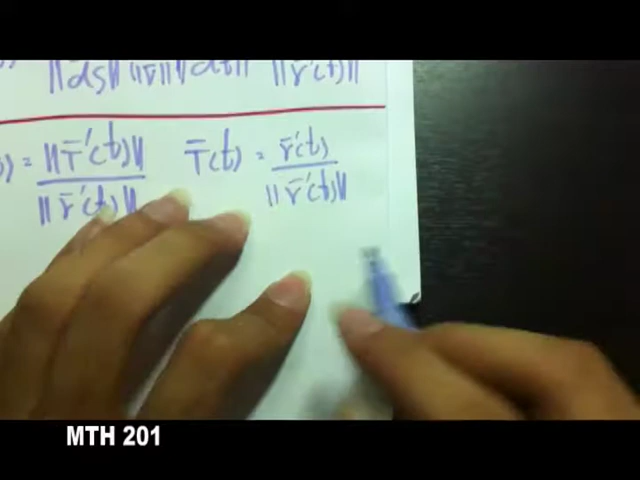 ‖ds̄‖ ‖v̄‖ ‖dt‖ ‖r̄'(t)‖
) = ‖T̄'(t)‖ / ‖r̄'(t)‖ T̄(t) = r̄'(t) / ‖r̄'(t)‖
MTH 201